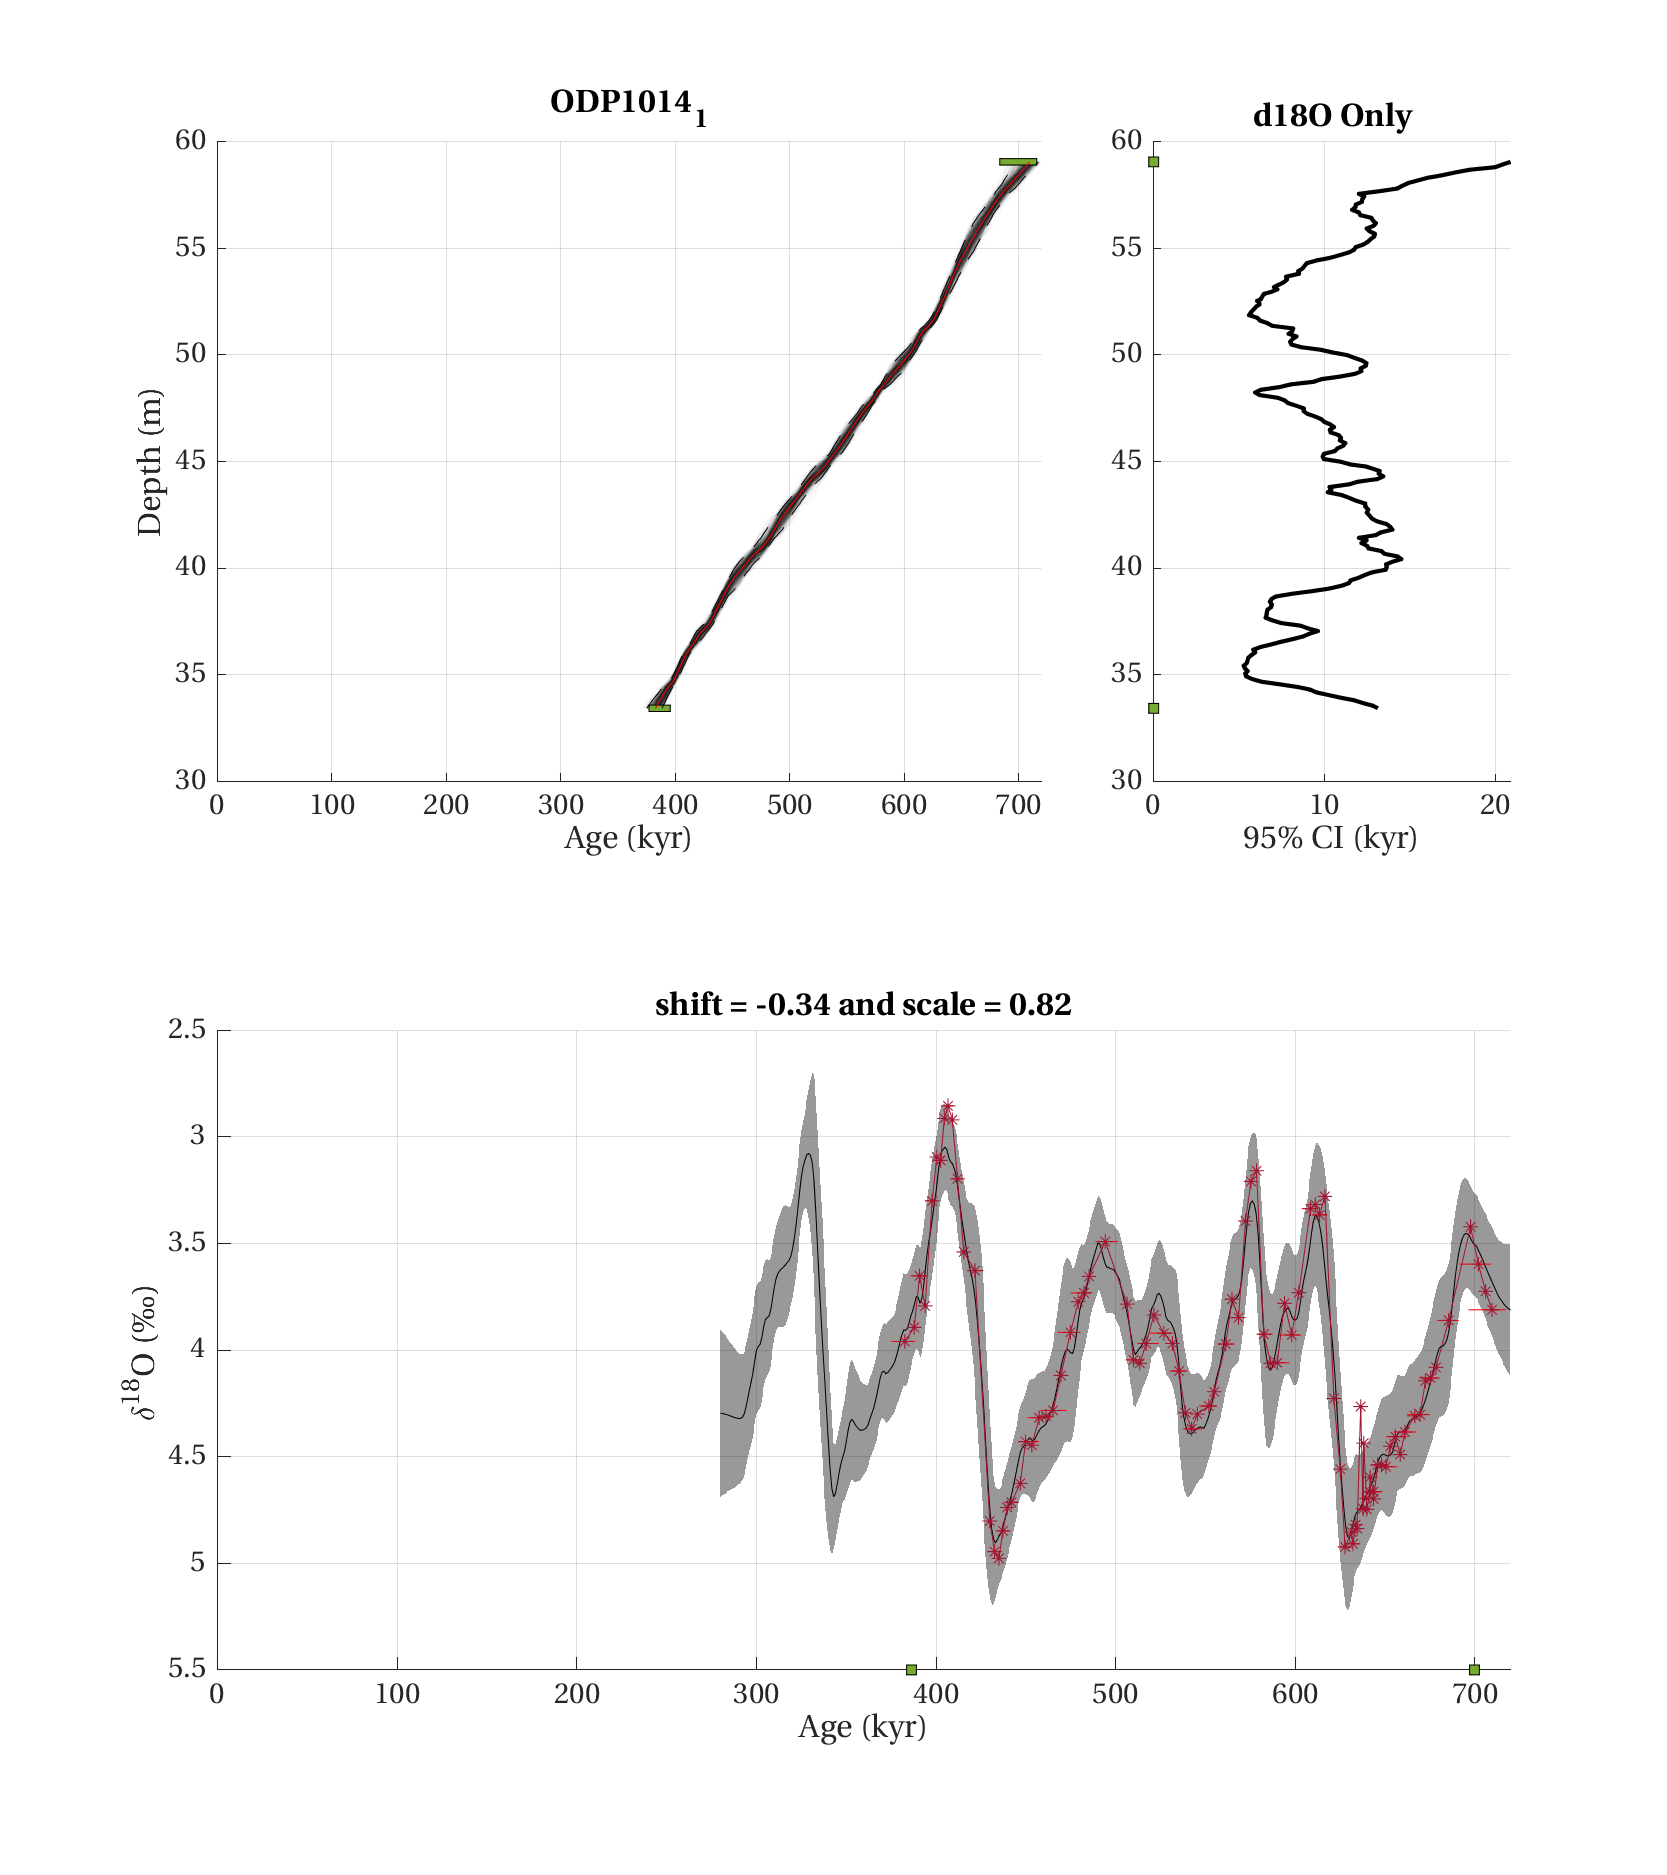 ODP1014₁
60
55
50
45
40
35
30
Depth (m)
0 100 200 300 400 500 600 700
Age (kyr)
d18O Only
60
55
50
45
40
35
30
0 10 20
95% CI (kyr)
shift = -0.34 and scale = 0.82
2.5
3
3.5
4
4.5
5
5.5
δ¹⁸O (‰)
0 100 200 300 400 500 600 700
Age (kyr)